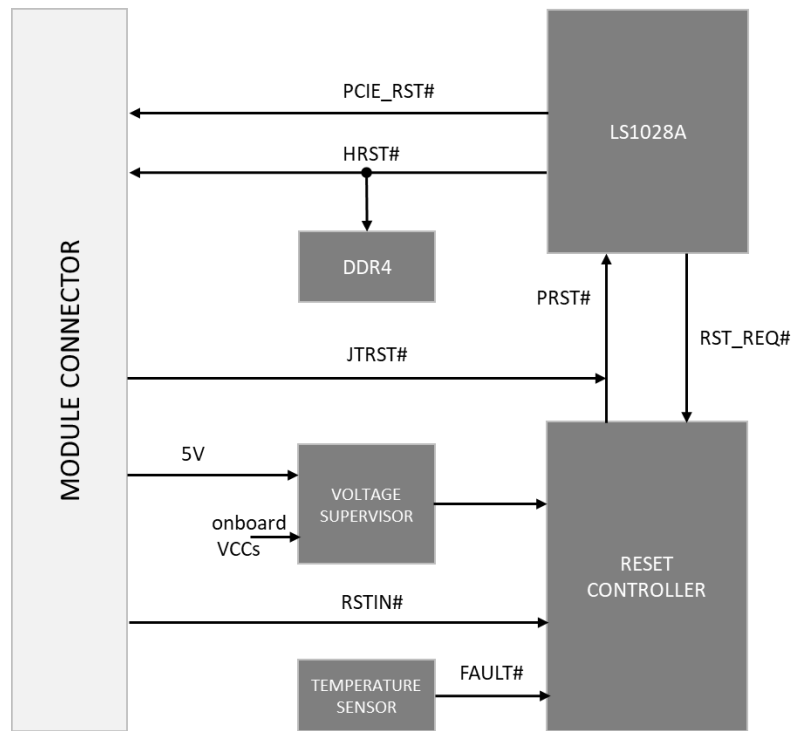 PCIE_RST#
LS1028A
HRST#
DDR4
MODULE CONNECTOR
PRST#
RST_REQ#
JTRST#
5V
VOLTAGE
SUPERVISOR
onboard
VCCs
RESET
CONTROLLER
RSTIN#
FAULT#
TEMPERATURE
SENSOR